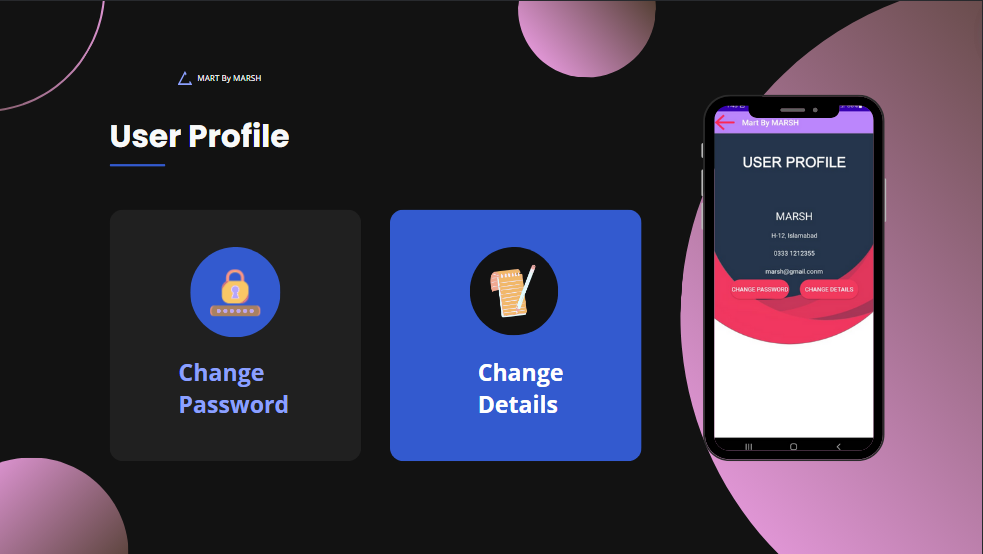 MART By MARSH
User Profile
Change
Password
Change
Details
Mart By MARSH
USER PROFILE
MARSH
H-12, Islamabad
0333 1212355
marsh@gmail.conm
CHANGE PASSWORD
CHANGE DETAILS